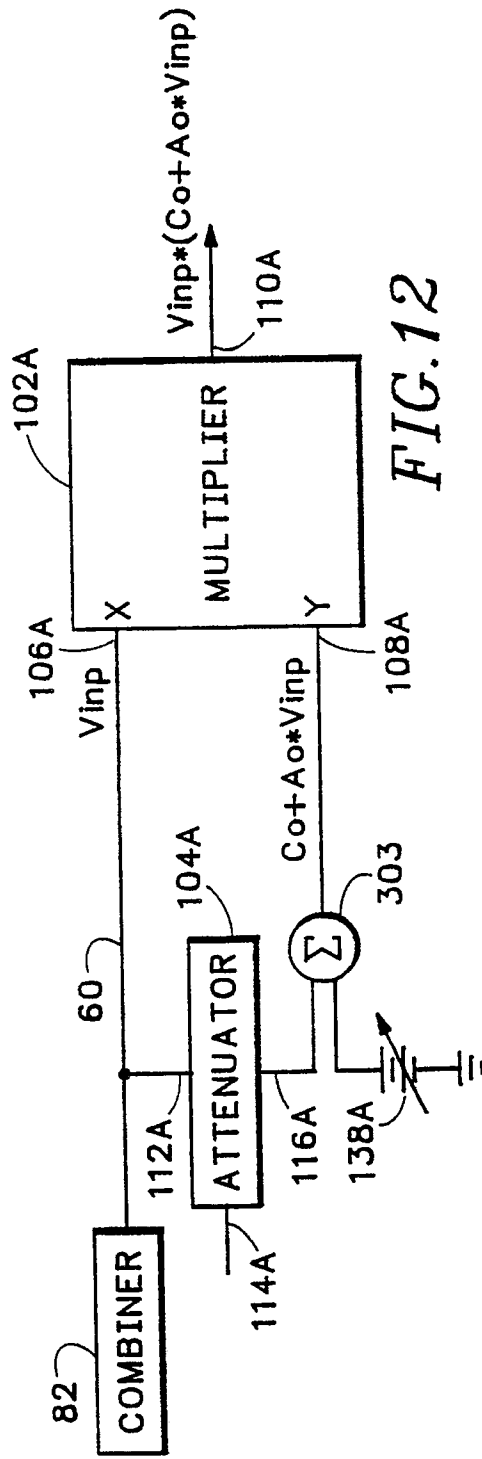 82
COMBINER
60
112A
104A
ATTENUATOR
114A
116A
138A
Σ
303
Co+Ao*Vinp
Vinp
106A
108A
102A
X
MULTIPLIER
Y
110A
Vinp*(Co+Ao*Vinp)
FIG.12